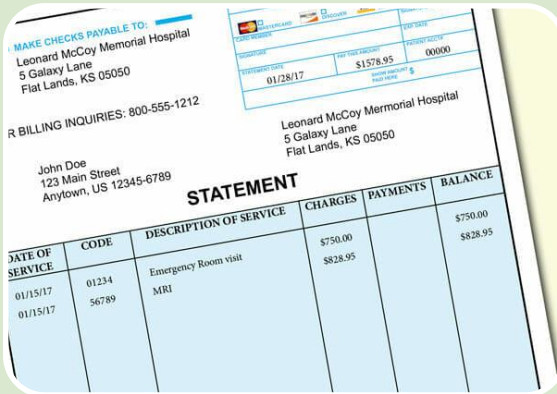 MAKE CHECKS PAYABLE TO:
Leonard McCoy Memorial Hospital
5 Galaxy Lane
Flat Lands, KS 05050
R BILLING INQUIRIES: 800-555-1212
John Doe
123 Main Street
Anytown, US 12345-6789
MASTERCARD DISCOVER
CARD NUMBER
SIGNATURE EXP. DATE
STATEMENT DATE PAY THIS AMOUNT PATIENT ACCT#
01/28/17 $1578.95 00000
SHOW AMOUNT PAID HERE $
Leonard McCoy Mermorial Hospital
5 Galaxy Lane
Flat Lands, KS 05050
STATEMENT
DATE OF SERVICE CODE DESCRIPTION OF SERVICE CHARGES PAYMENTS BALANCE
01/15/17 01234 Emergency Room visit $750.00 $750.00
01/15/17 56789 MRI $828.95 $828.95